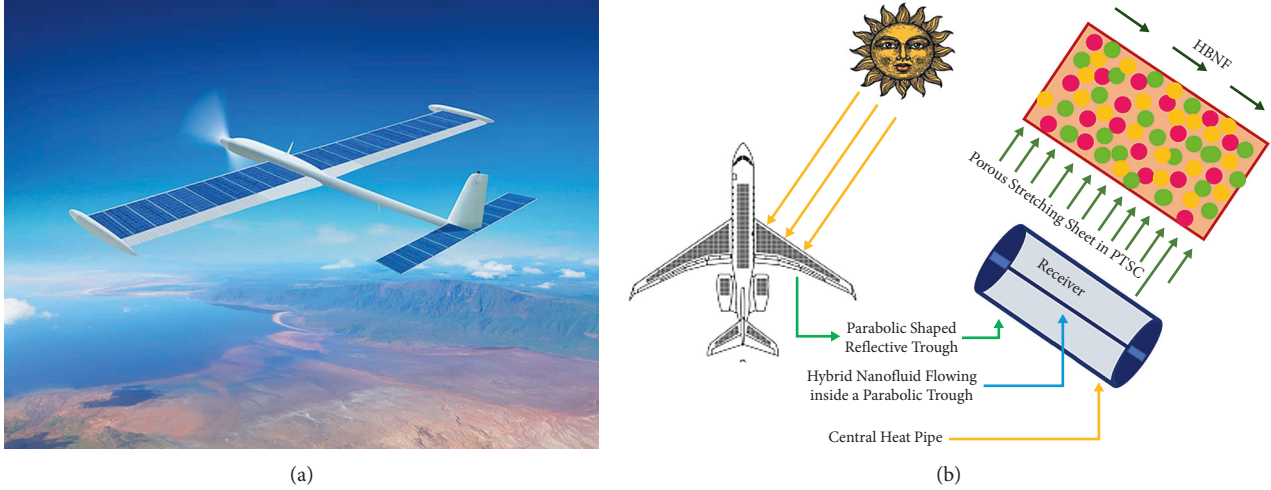 HBNF
Porous Stretching Sheet in PTSC
Receiver
Parabolic Shaped
Reflective Trough
Hybrid Nanofluid Flowing
inside a Parabolic Trough
Central Heat Pipe
(a)
(b)